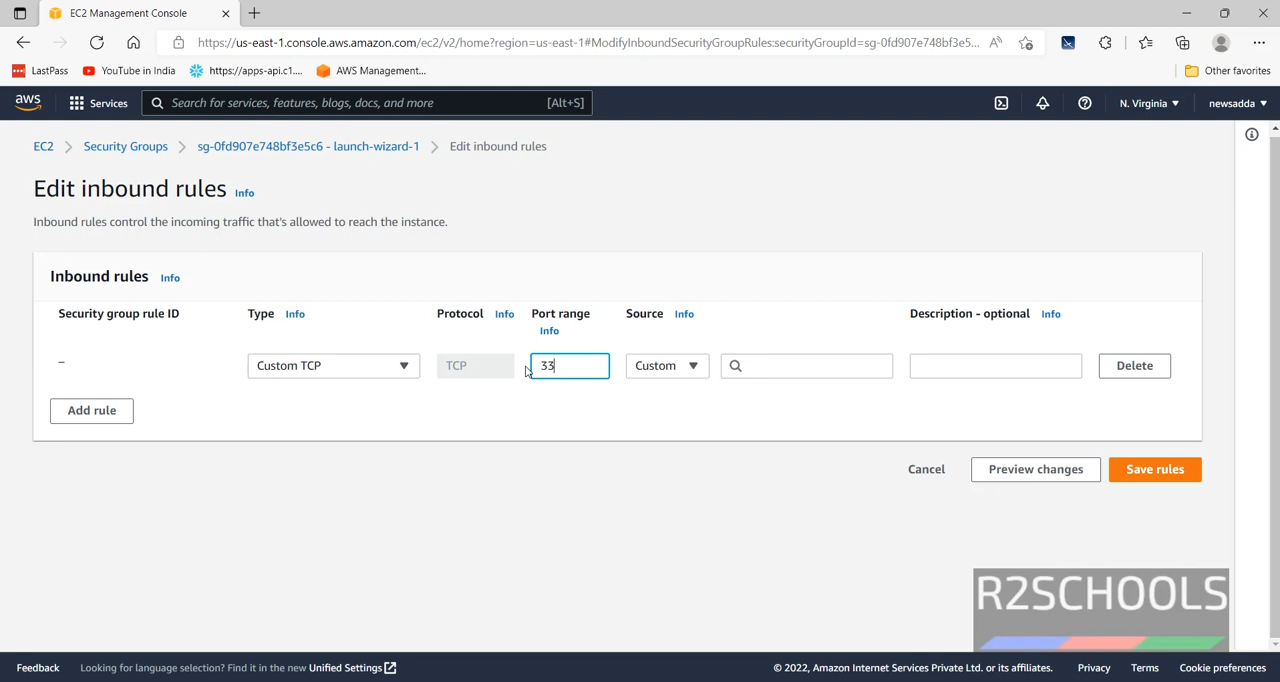 EC2 Management Console
https://us-east-1.console.aws.amazon.com/ec2/v2/home?region=us-east-1#ModifyInboundSecurityGroupRules:securityGroupId=sg-0fd907e748bf3e5...
LastPass YouTube in India https://apps-api.c1.... AWS Management... Other favorites
aws Services Search for services, features, blogs, docs, and more [Alt+S] N. Virginia newsadda
EC2 Security Groups sg-0fd907e748bf3e5c6 - launch-wizard-1 Edit inbound rules
Edit inbound rules Info
Inbound rules control the incoming traffic that's allowed to reach the instance.
Inbound rules Info
Security group rule ID Type Info Protocol Info Port range Info Source Info Description - optional Info
– Custom TCP TCP 33 Custom Delete
Add rule
Cancel Preview changes Save rules
R2SCHOOLS
Feedback Looking for language selection? Find it in the new Unified Settings © 2022, Amazon Internet Services Private Ltd. or its affiliates. Privacy Terms Cookie preferences